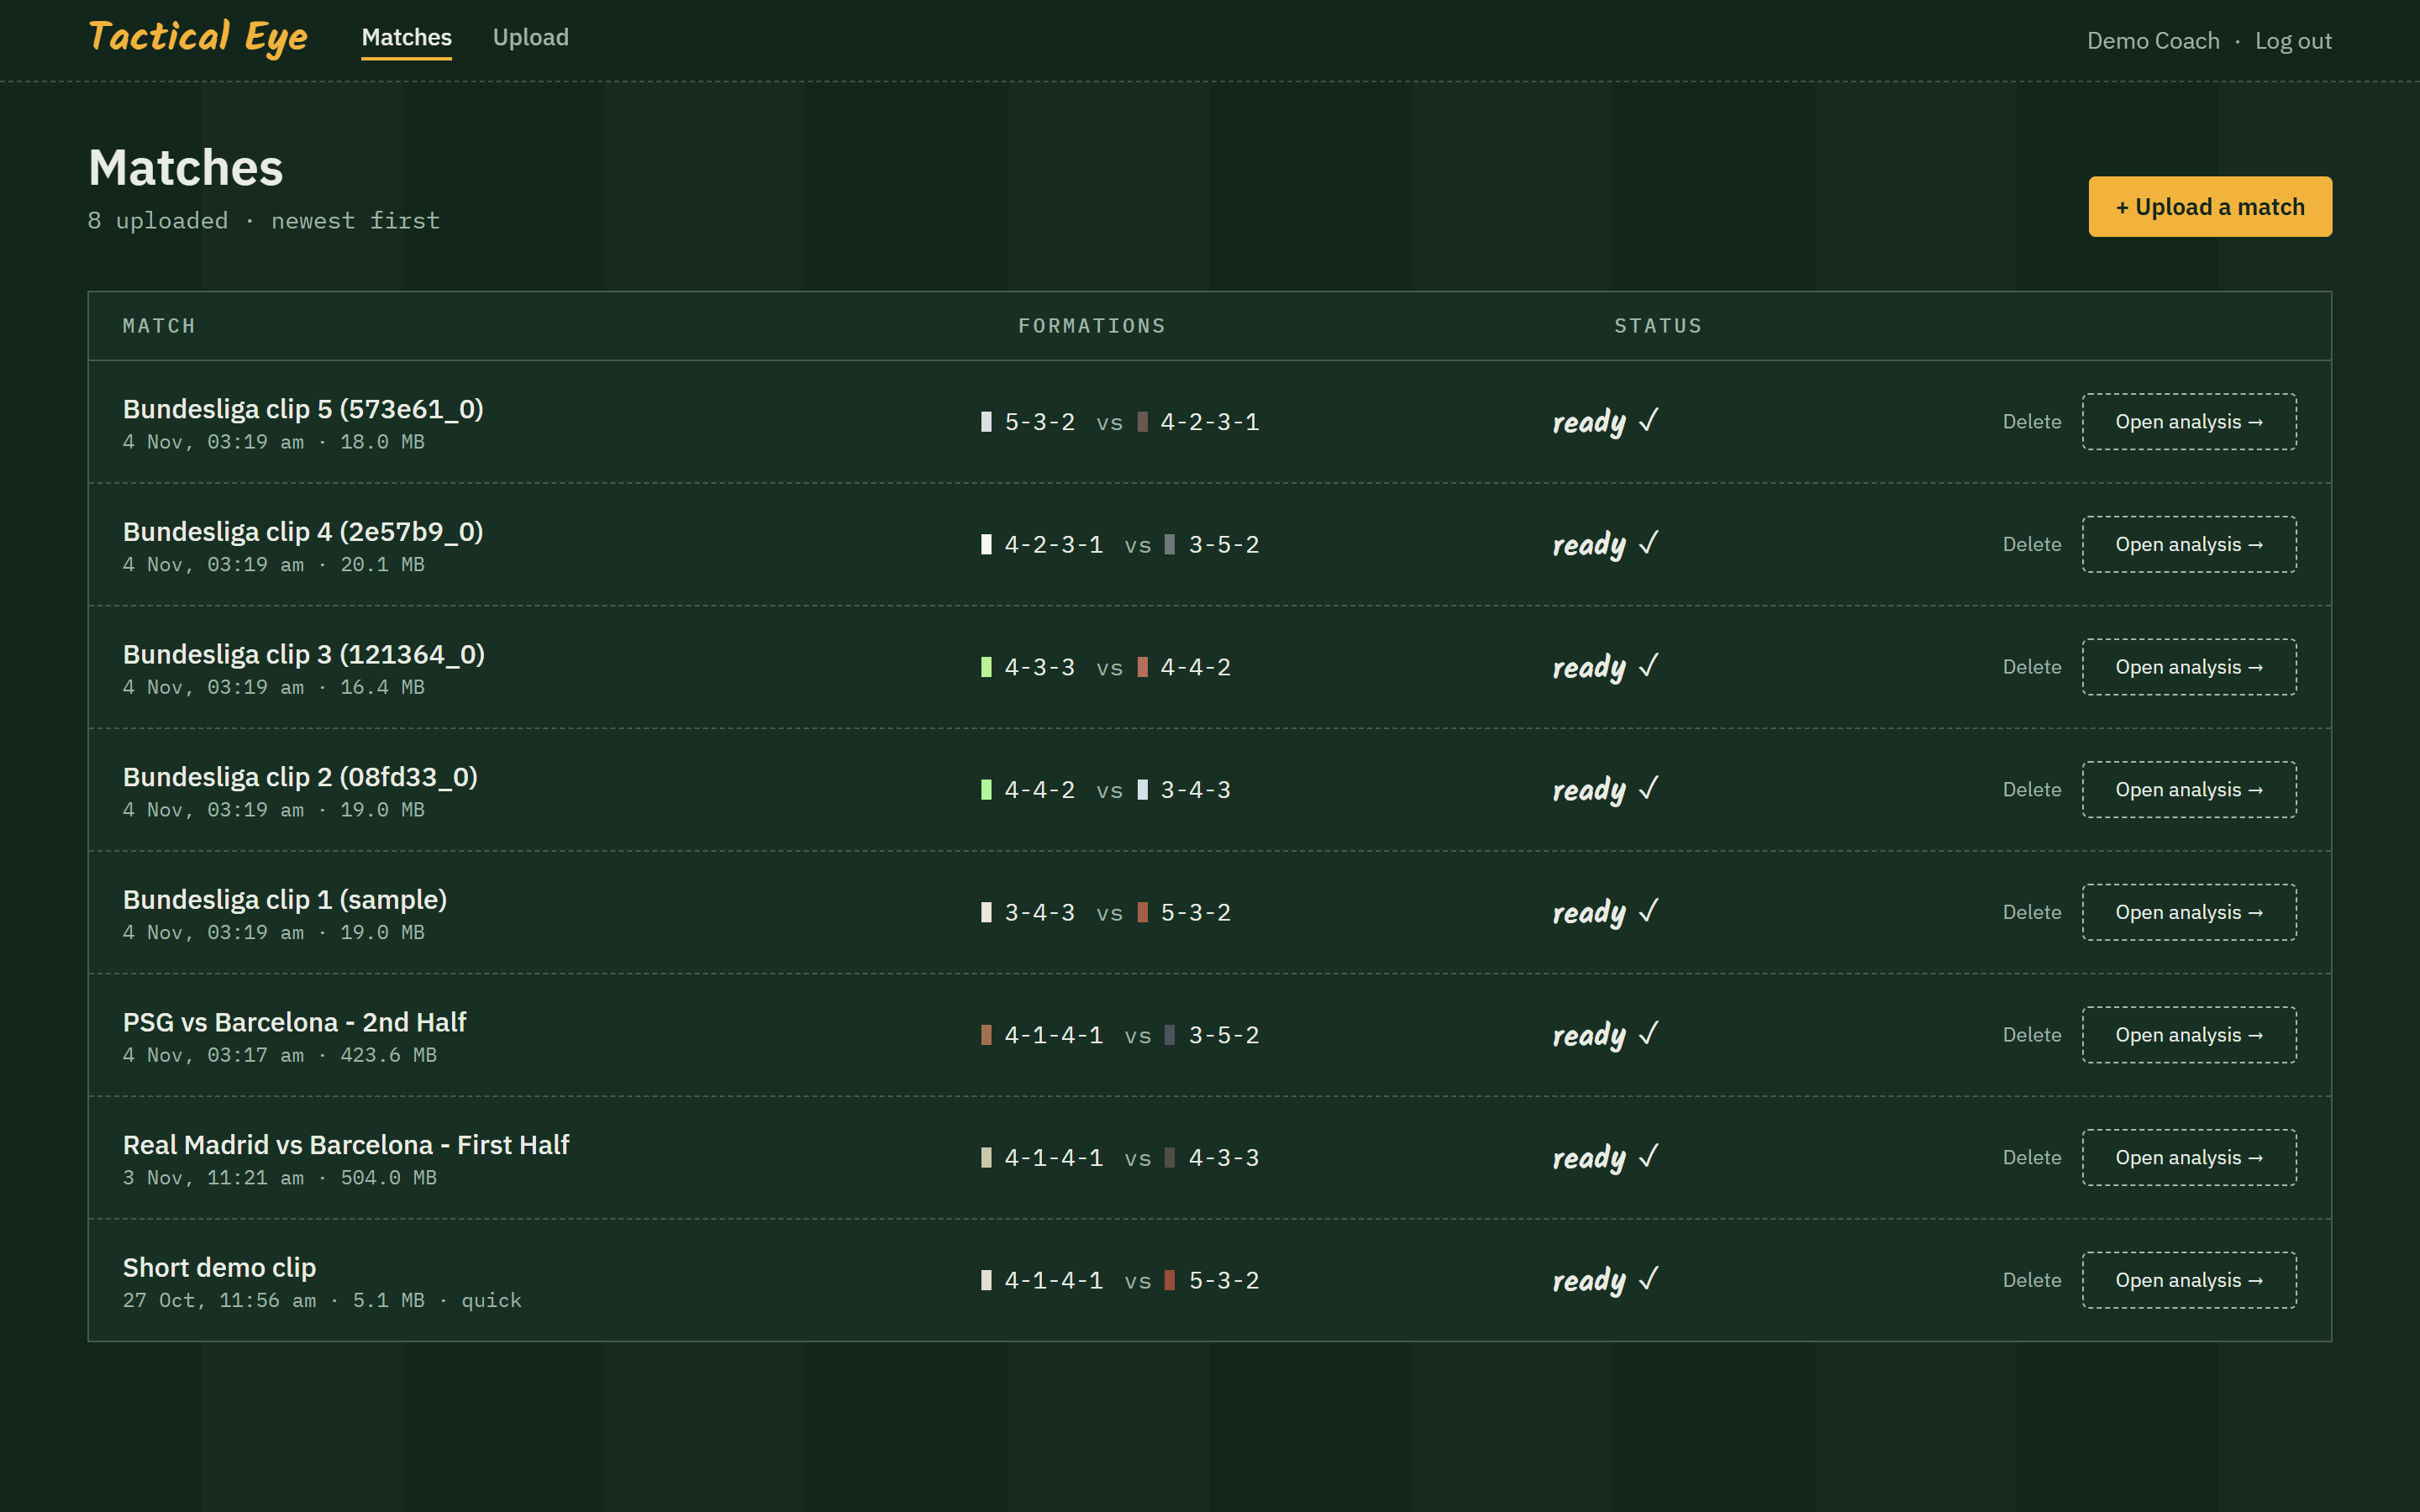 Tactical Eye Matches Upload Demo Coach · Log out
Matches
8 uploaded · newest first
+ Upload a match
MATCH FORMATIONS STATUS
Bundesliga clip 5 (573e61_0)
4 Nov, 03:19 am · 18.0 MB
5-3-2 vs 4-2-3-1 ready ✓ Delete Open analysis →
Bundesliga clip 4 (2e57b9_0)
4 Nov, 03:19 am · 20.1 MB
4-2-3-1 vs 3-5-2 ready ✓ Delete Open analysis →
Bundesliga clip 3 (121364_0)
4 Nov, 03:19 am · 16.4 MB
4-3-3 vs 4-4-2 ready ✓ Delete Open analysis →
Bundesliga clip 2 (08fd33_0)
4 Nov, 03:19 am · 19.0 MB
4-4-2 vs 3-4-3 ready ✓ Delete Open analysis →
Bundesliga clip 1 (sample)
4 Nov, 03:19 am · 19.0 MB
3-4-3 vs 5-3-2 ready ✓ Delete Open analysis →
PSG vs Barcelona - 2nd Half
4 Nov, 03:17 am · 423.6 MB
4-1-4-1 vs 3-5-2 ready ✓ Delete Open analysis →
Real Madrid vs Barcelona - First Half
3 Nov, 11:21 am · 504.0 MB
4-1-4-1 vs 4-3-3 ready ✓ Delete Open analysis →
Short demo clip
27 Oct, 11:56 am · 5.1 MB · quick
4-1-4-1 vs 5-3-2 ready ✓ Delete Open analysis →